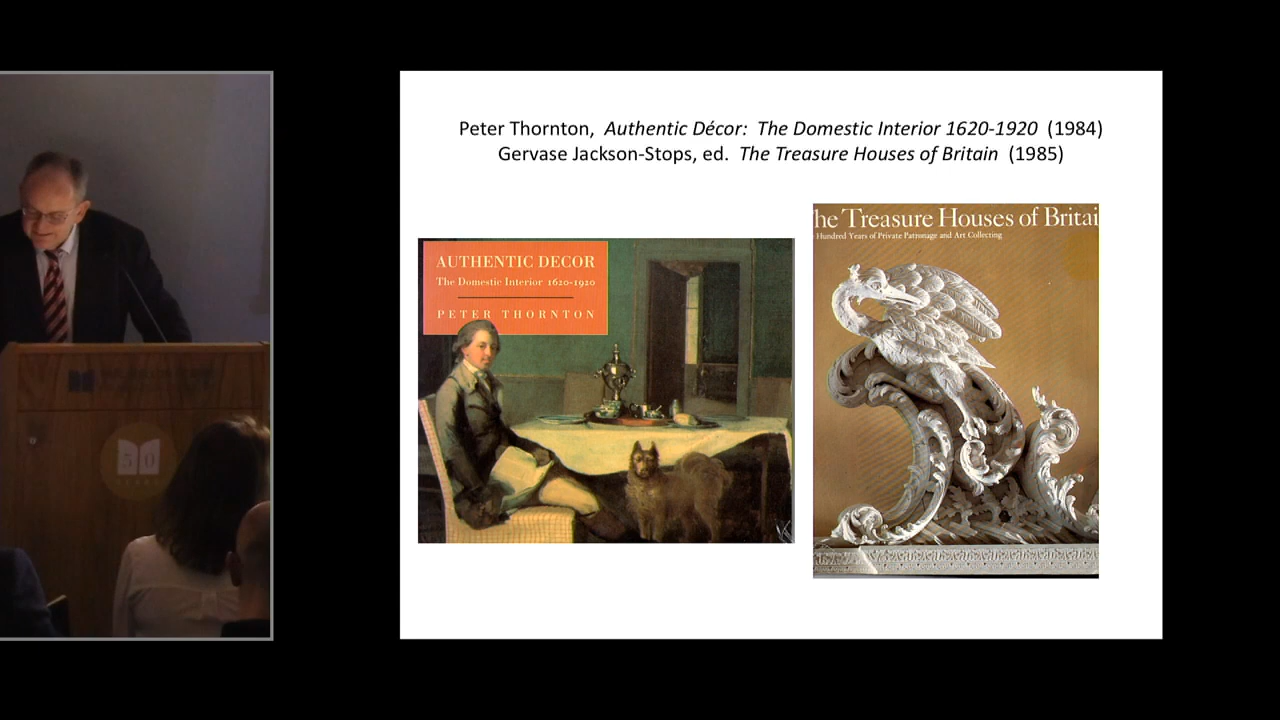 Peter Thornton, Authentic Décor: The Domestic Interior 1620-1920 (1984)
Gervase Jackson-Stops, ed. The Treasure Houses of Britain (1985)
AUTHENTIC DECOR
The Domestic Interior 1620-1920
PETER THORNTON
he Treasure Houses of Britai
Hundred Years of Private Patronage and Art Collecting
50